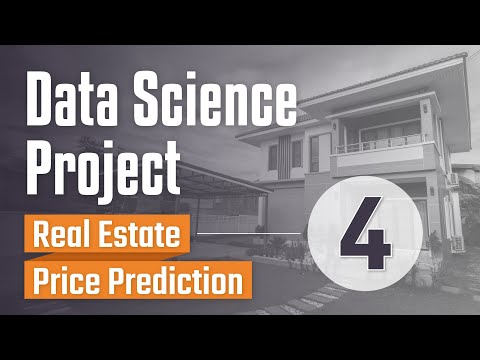 Data Science
Project
Real Estate
Price Prediction
4